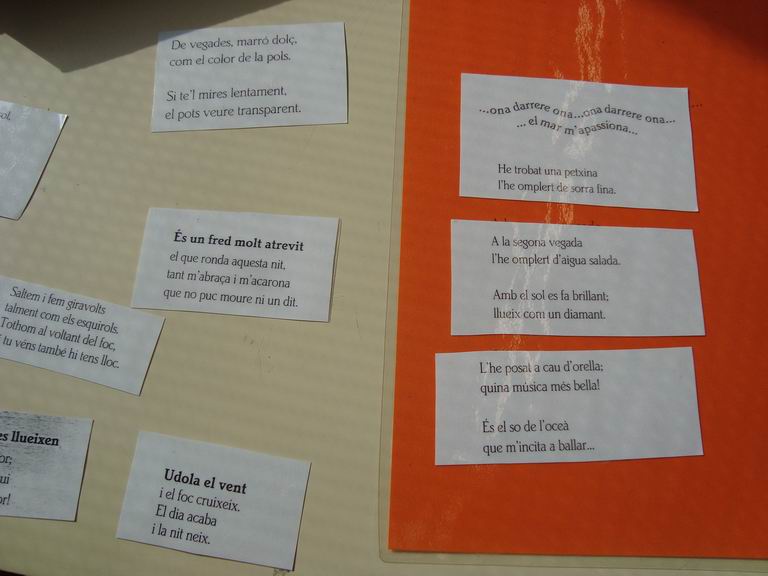 De vegades, marró dolç,
com el color de la pols.
Si te'l mires lentament,
el pots veure transparent.
És un fred molt atrevit
el que ronda aquesta nit,
tant m'abraça i m'acarona
que no puc moure ni un dit.
Saltem i fem giravolts
talment com els esquirols.
Tothom al voltant del foc,
i tu véns també hi tens lloc.
es llueixen
or;
ui
or!
Udola el vent
i el foc cruixeix.
El dia acaba
i la nit neix.
...ona darrere ona...ona darrere ona...
... el mar m'apassiona...
He trobat una petxina
l'he omplert de sorra fina.
A la segona vegada
l'he omplert d'aigua salada.
Amb el sol es fa brillant;
llueix com un diamant.
L'he posat a cau d'orella;
quina música més bella!
És el so de l'oceà
que m'incita a ballar...